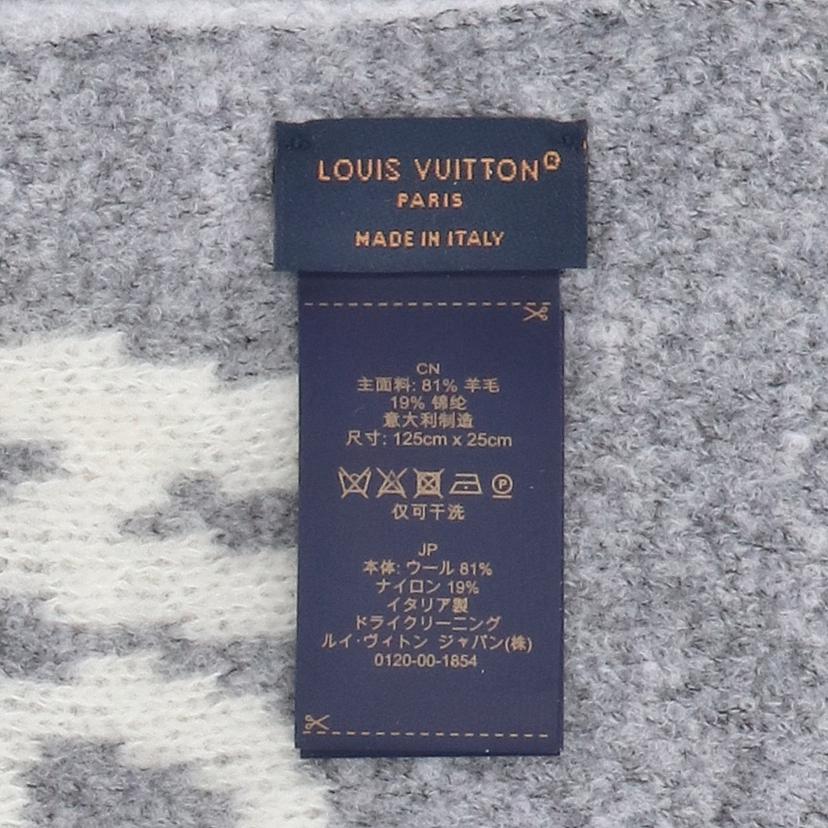 LOUIS VUITTON®
PARIS
MADE IN ITALY
CN
主面料: 81% 羊毛
19% 锦纶
意大利制造
尺寸: 125cm x 25cm
P
仅可干洗
JP
本体: ウール 81%
ナイロン 19%
イタリア製
ドライクリーニング
ルイ·ヴィトン ジャパン(株)
0120-00-1854